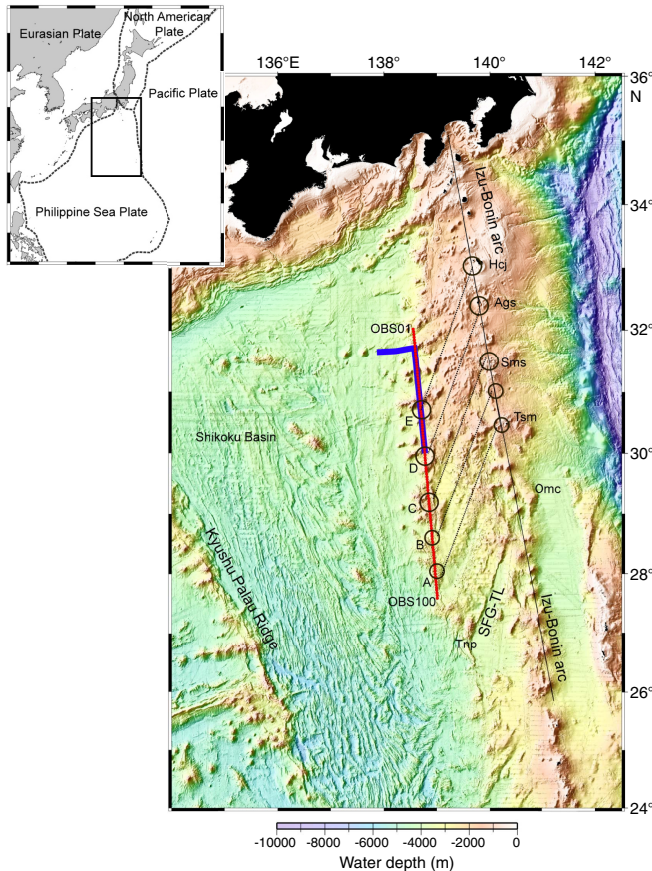 North American
Plate
Eurasian Plate
Pacific Plate
Philippine Sea Plate
136°E
138°
140°
142°
36°
N
34°
32°
30°
28°
26°
24°
Izu-Bonin arc
Hcj
Ags
OBS01
Sms
E
Tsm
Shikoku Basin
D
Omc
C
B
A
OBS100
Kyushu Palau Ridge
SFG-TL
Izu-Bonin arc
Tnp
-10000 -8000 -6000 -4000 -2000 0
Water depth (m)